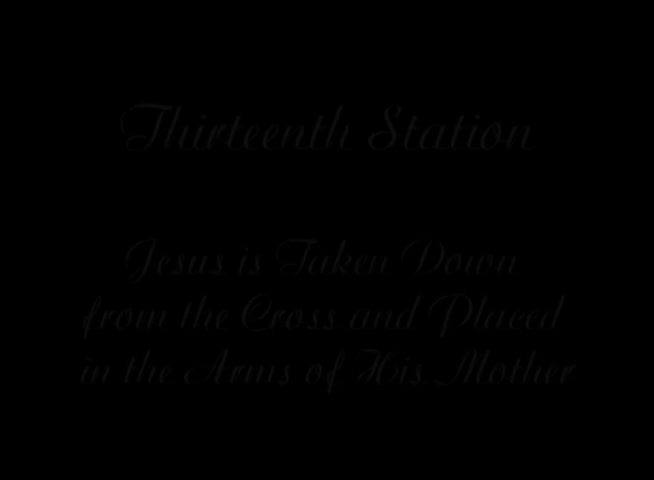 Thirteenth Station
Jesus is Taken Down
from the Cross and Placed
in the Arms of His Mother